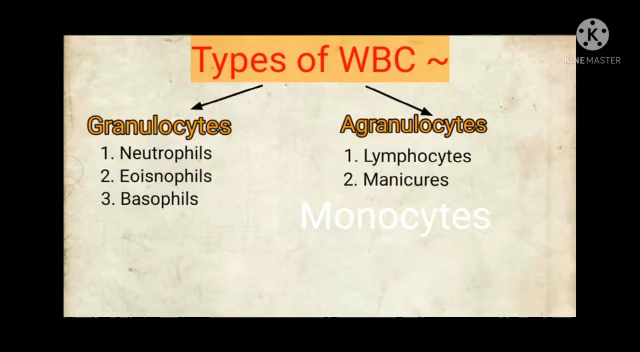 KINEMASTER
Types of WBC ~
Granulocytes
1. Neutrophils
2. Eoisnophils
3. Basophils
Agranulocytes
1. Lymphocytes
2. Manicures
Monocytes